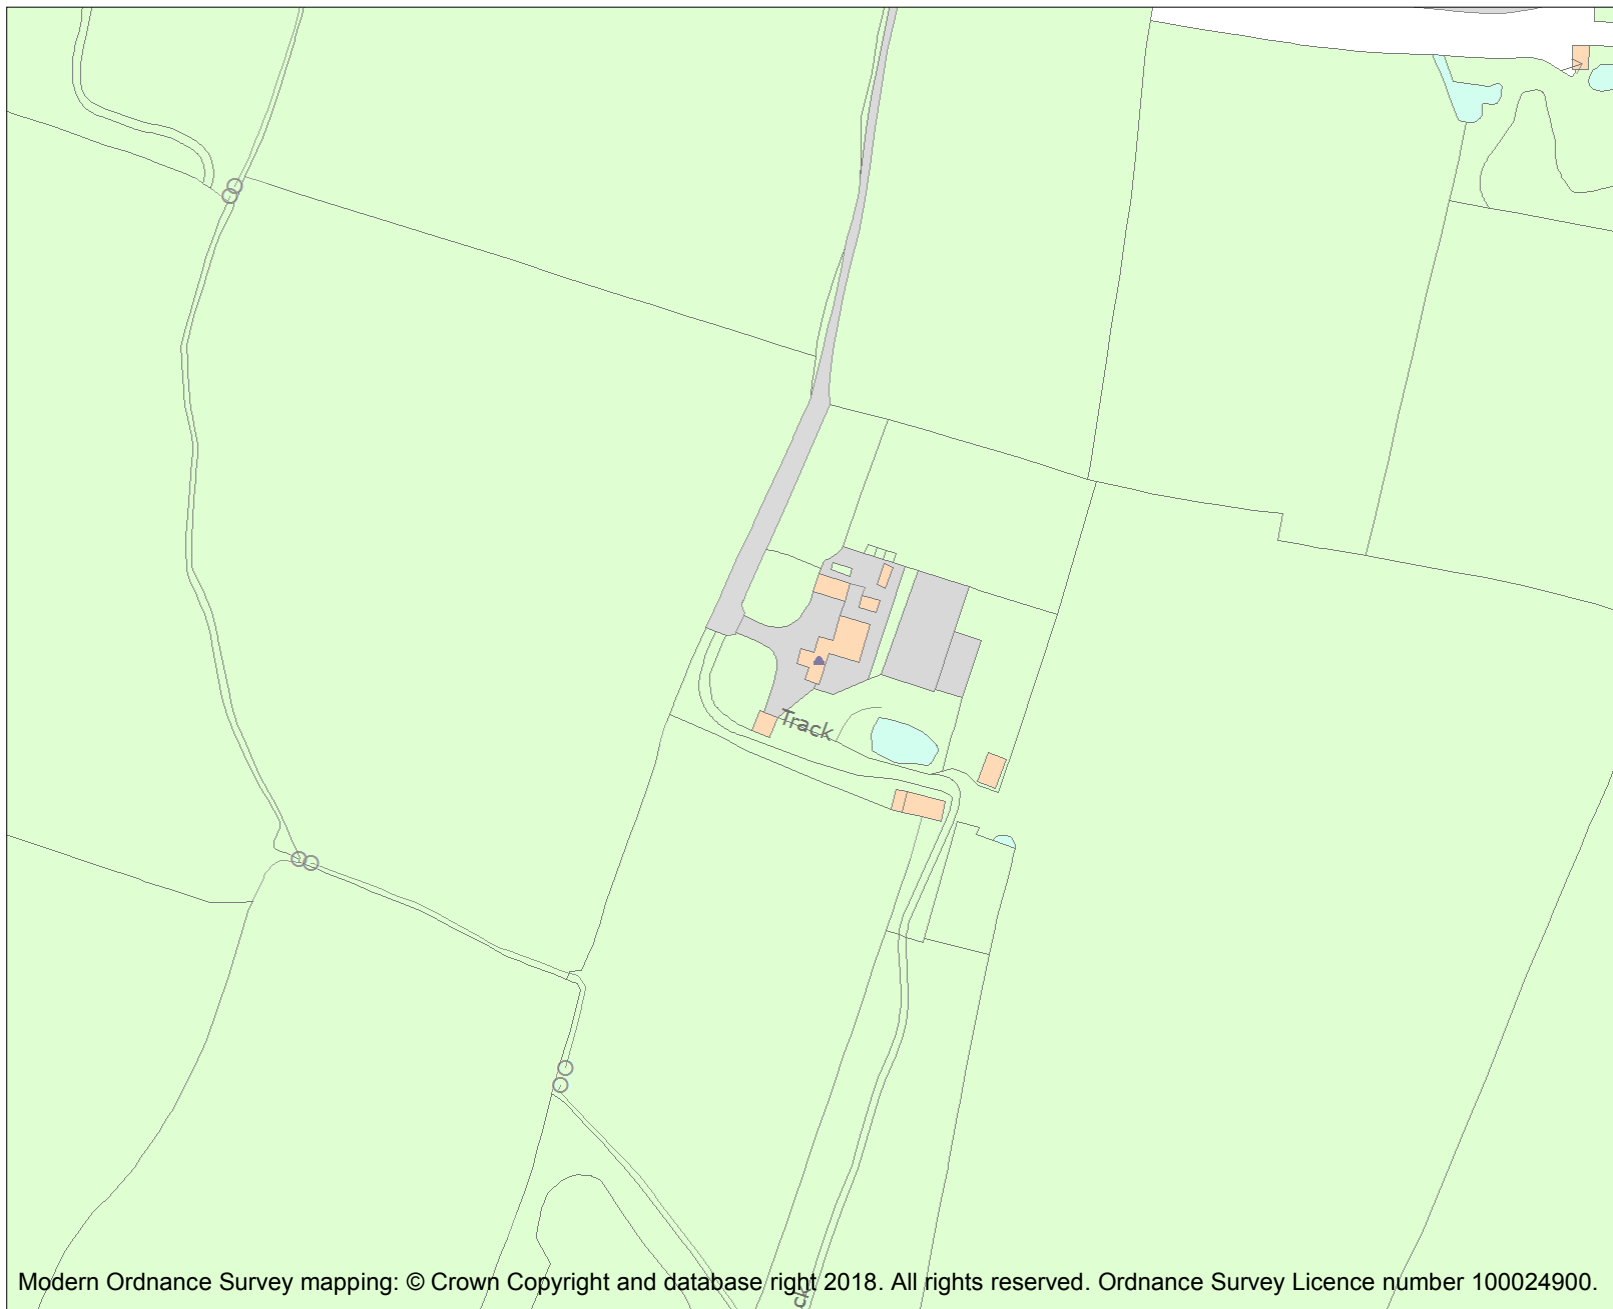 Track
ck
Modern Ordnance Survey mapping: © Crown Copyright and database right 2018. All rights reserved. Ordnance Survey Licence number 100024900.